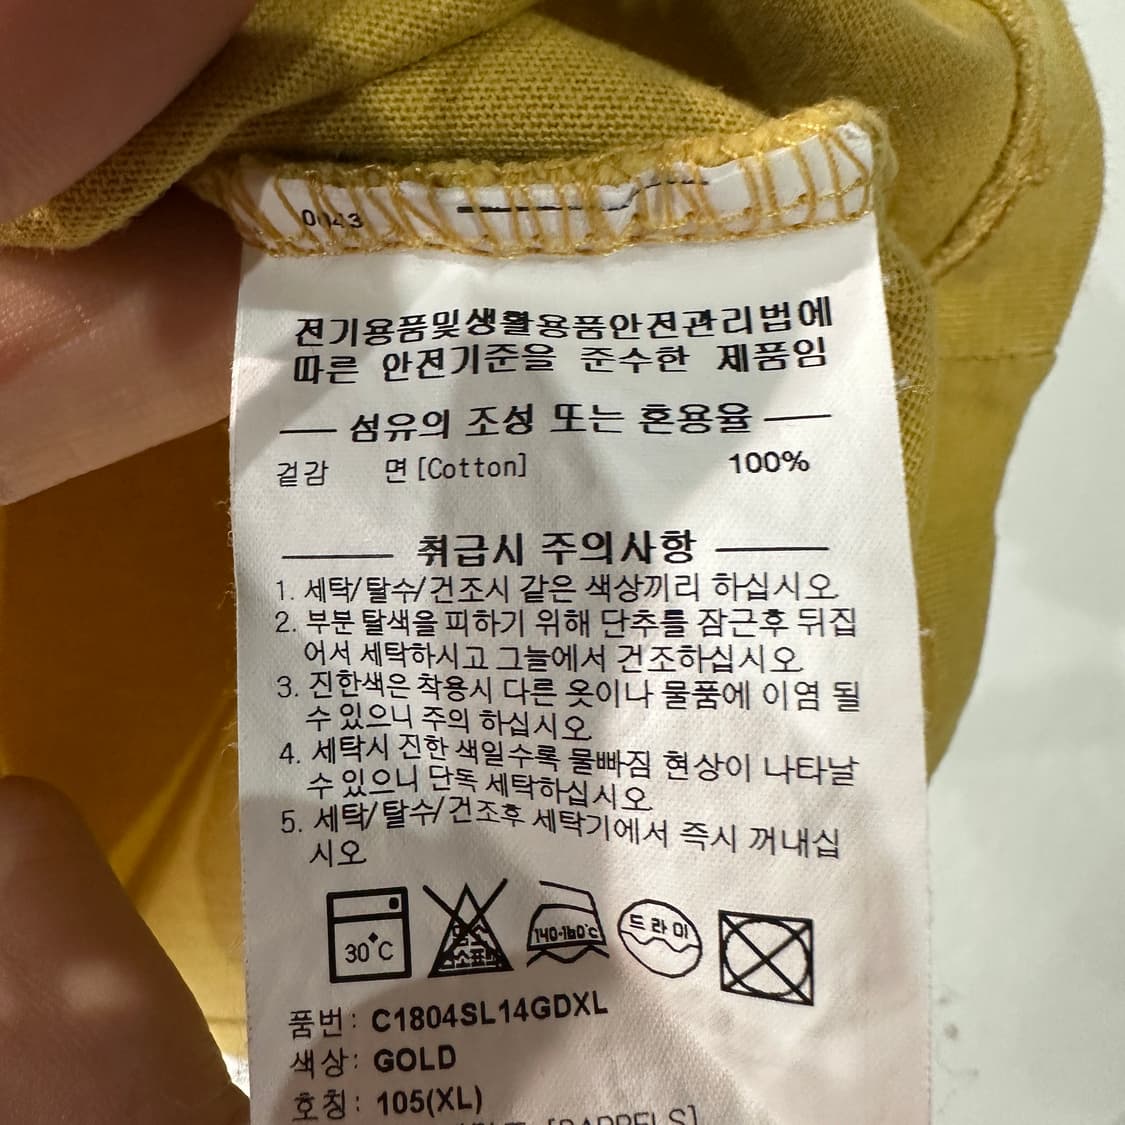 0043
전기용품및생활용품안전관리법에
따른 안전기준을 준수한 제품임
섬유의 조성 또는 혼용율
겉감 면 [Cotton] 100%
취급시 주의사항
1. 세탁/탈수/건조시 같은 색상끼리 하십시오
2. 부분 탈색을 피하기 위해 단추를 잠근후 뒤집
어서 세탁하시고 그늘에서 건조하십시오
3. 진한색은 착용시 다른 옷이나 물품에 이염 될
수 있으니 주의 하십시오
4. 세탁시 진한 색일수록 물빠짐 현상이 나타날
수 있으니 단독 세탁하십시오
5. 세탁/탈수/건조후 세탁기에서 즉시 꺼내십
시오
30°C
140-160°C
드라이
품번: C1804SL14GDXL
색상: GOLD
호칭: 105(XL)
[BARRELS]